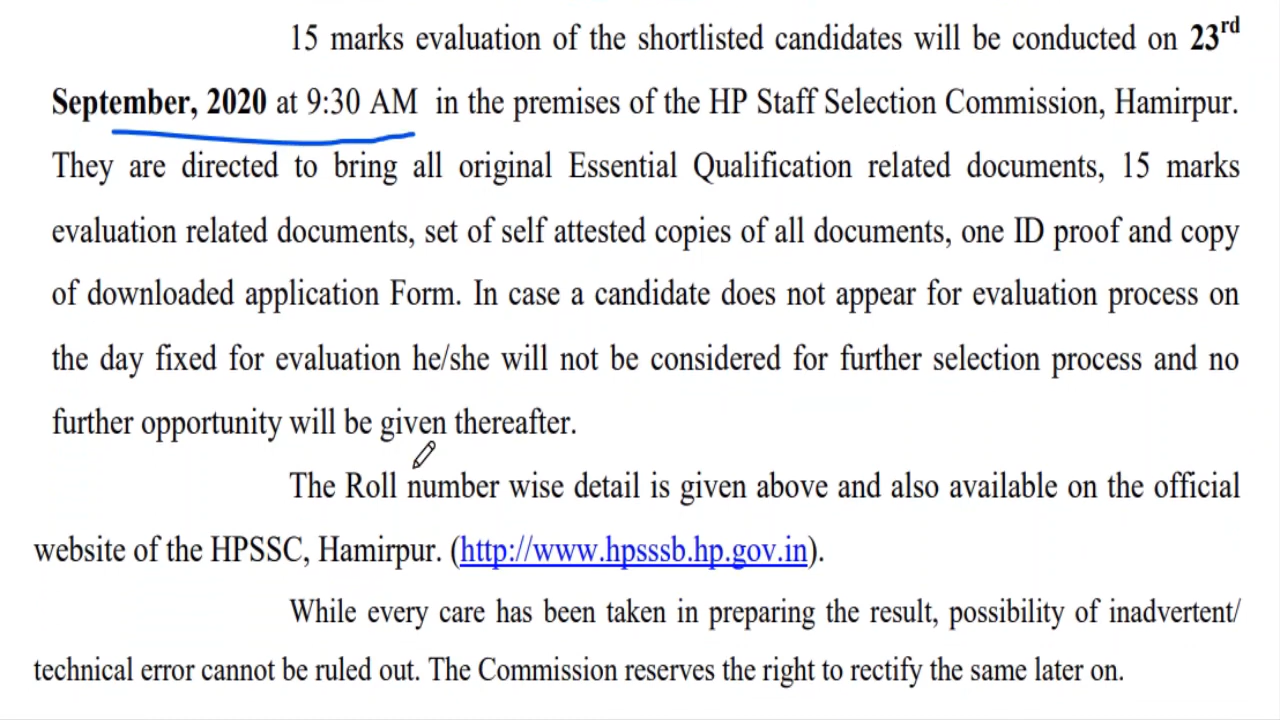 15 marks evaluation of the shortlisted candidates will be conducted on 23rd
September, 2020 at 9:30 AM in the premises of the HP Staff Selection Commission, Hamirpur.
They are directed to bring all original Essential Qualification related documents, 15 marks
evaluation related documents, set of self attested copies of all documents, one ID proof and copy
of downloaded application Form. In case a candidate does not appear for evaluation process on
the day fixed for evaluation he/she will not be considered for further selection process and no
further opportunity will be given thereafter.
The Roll number wise detail is given above and also available on the official
website of the HPSSC, Hamirpur. (http://www.hpsssb.hp.gov.in).
While every care has been taken in preparing the result, possibility of inadvertent/
technical error cannot be ruled out. The Commission reserves the right to rectify the same later on.